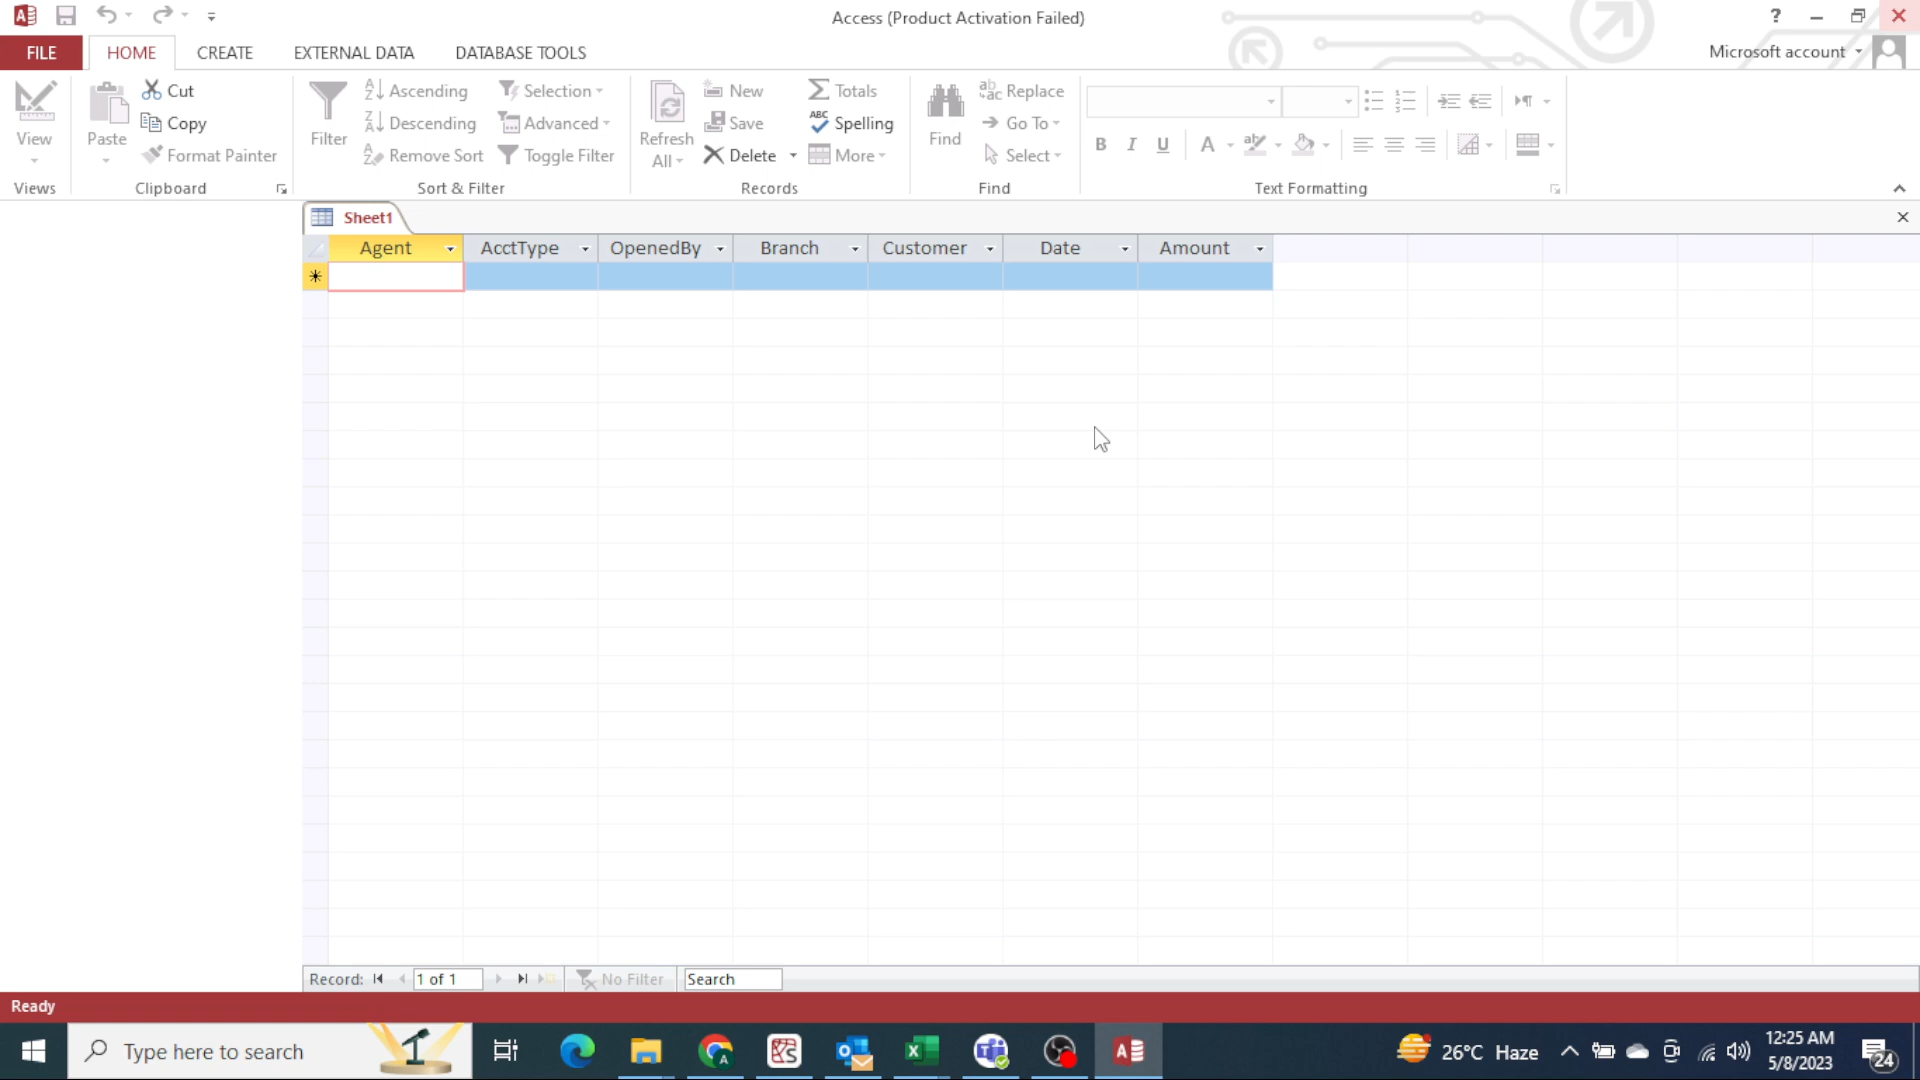 Access (Product Activation Failed)
FILE HOME CREATE EXTERNAL DATA DATABASE TOOLS
Microsoft account
View
Views
Paste
Cut
Copy
Format Painter
Clipboard
Filter
Ascending
Descending
Remove Sort
Selection
Advanced
Toggle Filter
Sort & Filter
Refresh
All
New
Save
Delete
Totals
Spelling
More
Records
Find
Replace
Go To
Select
Find
B I U A
Text Formatting
Sheet1
Agent AcctType OpenedBy Branch Customer Date Amount
Record: 1 of 1 No Filter Search
Ready
Type here to search
26°C Haze
12:25 AM
5/8/2023
24